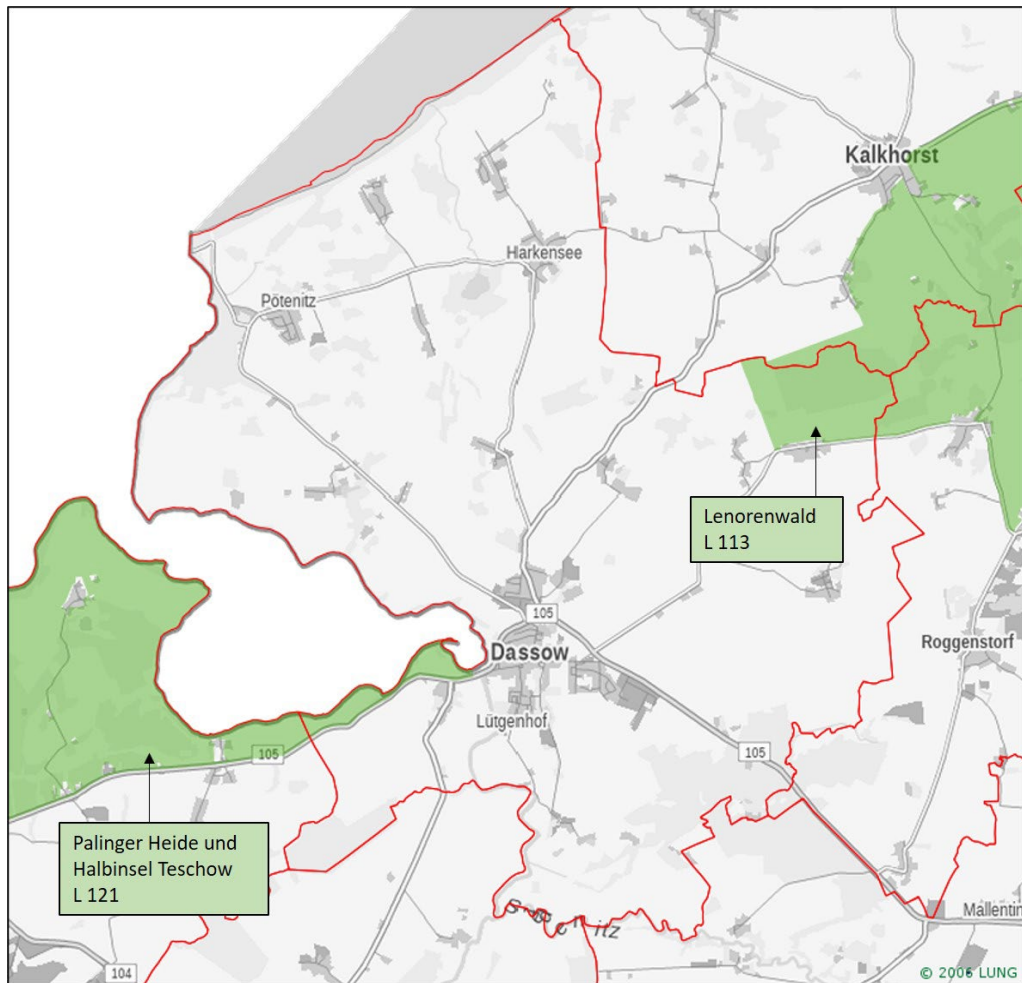 Kalkhorst
Harkensee
Pötenitz
Lenorenwald
L 113
105
Dassow
Roggenstorf
Lütgenhof
105
105
Palinger Heide und
Halbinsel Teschow
L 121
Mallentin
104
© 2006 LUNG